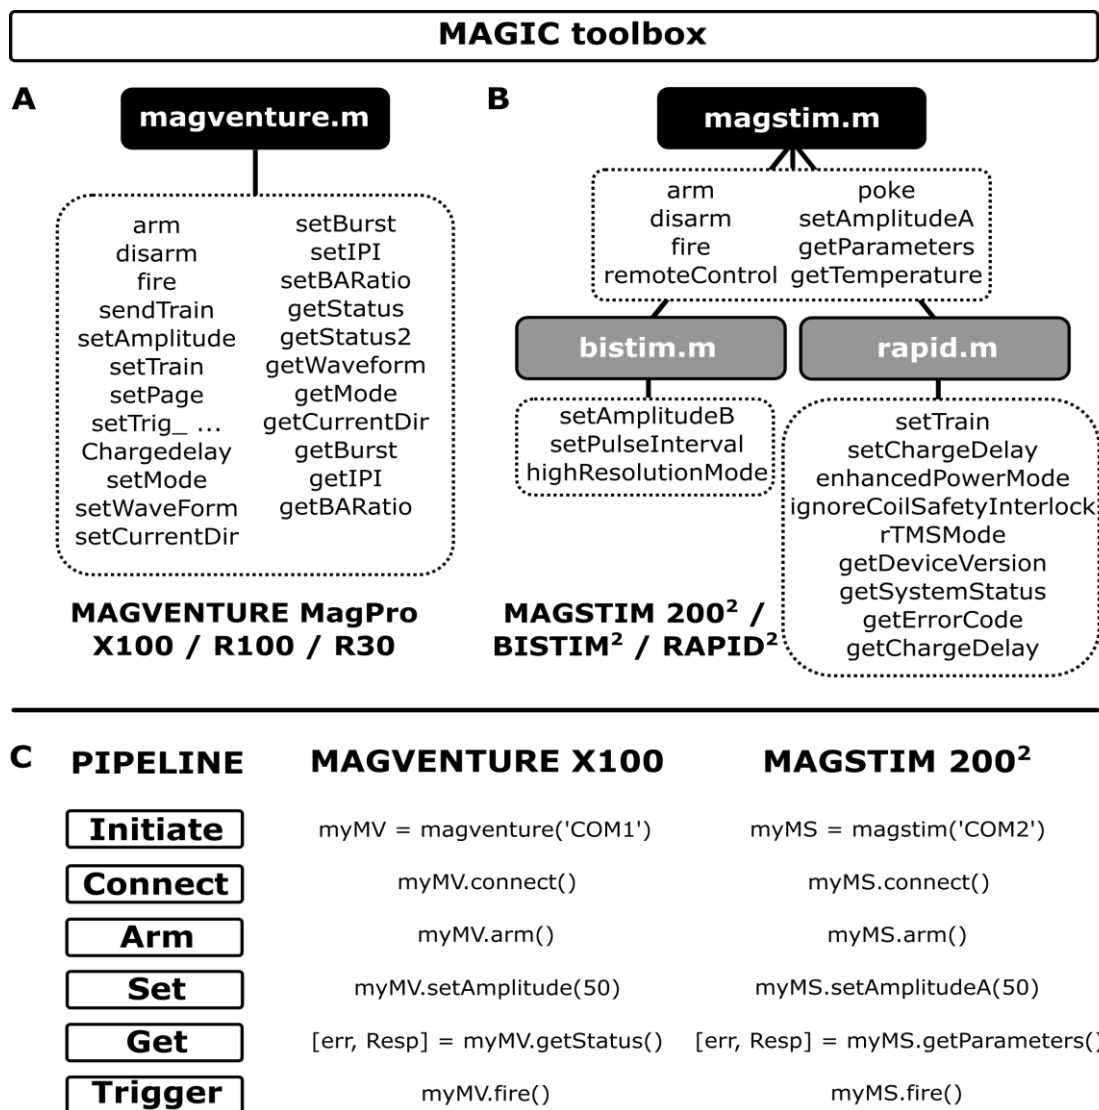 MAGIC toolbox
A
magventure.m
arm
disarm
fire
sendTrain
setAmplitude
setTrain
setPage
setTrig_ ...
Chargedelay
setMode
setWaveForm
setCurrentDir
setBurst
setIPI
setBARatio
getStatus
getStatus2
getWaveform
getMode
getCurrentDir
getBurst
getIPI
getBARatio
MAGVENTURE MagPro
X100 / R100 / R30
B
magstim.m
arm
disarm
fire
remoteControl
poke
setAmplitudeA
getParameters
getTemperature
bistim.m
setAmplitudeB
setPulseInterval
highResolutionMode
rapid.m
setTrain
setChargeDelay
enhancedPowerMode
ignoreCoilSafetyInterlock
rTMSMode
getDeviceVersion
getSystemStatus
getErrorCode
getChargeDelay
MAGSTIM 200² /
BISTIM² / RAPID²
C
PIPELINE MAGVENTURE X100 MAGSTIM 200²
Initiate myMV = magventure('COM1') myMS = magstim('COM2')
Connect myMV.connect() myMS.connect()
Arm myMV.arm() myMS.arm()
Set myMV.setAmplitude(50) myMS.setAmplitudeA(50)
Get [err, Resp] = myMV.getStatus() [err, Resp] = myMS.getParameters()
Trigger myMV.fire() myMS.fire()